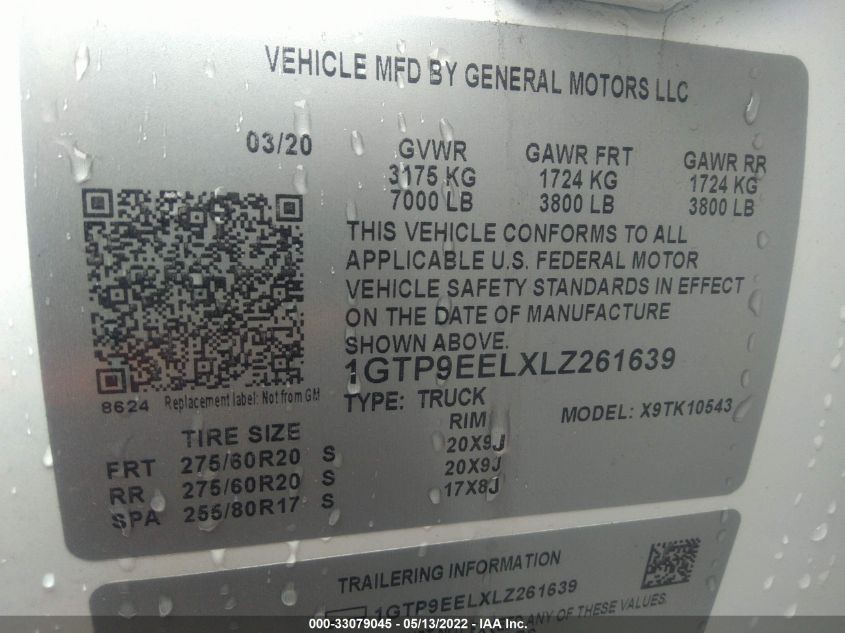 VEHICLE MFD BY GENERAL MOTORS LLC
03/20
GVWR GAWR FRT GAWR RR
3175 KG 1724 KG 1724 KG
7000 LB 3800 LB 3800 LB
THIS VEHICLE CONFORMS TO ALL
APPLICABLE U.S. FEDERAL MOTOR
VEHICLE SAFETY STANDARDS IN EFFECT
ON THE DATE OF MANUFACTURE
SHOWN ABOVE.
1GTP9EELXLZ261639
8624 Replacement label: Not from GM
TYPE: TRUCK MODEL: X9TK10543
TIRE SIZE RIM
FRT 275/60R20 S 20X9J
RR 275/60R20 S 20X9J
SPA 255/80R17 S 17X8J
TRAILERING INFORMATION
1GTP9EELXLZ261639
ANY OF THESE VALUES.
000-33079045 - 05/13/2022 - IAA Inc.